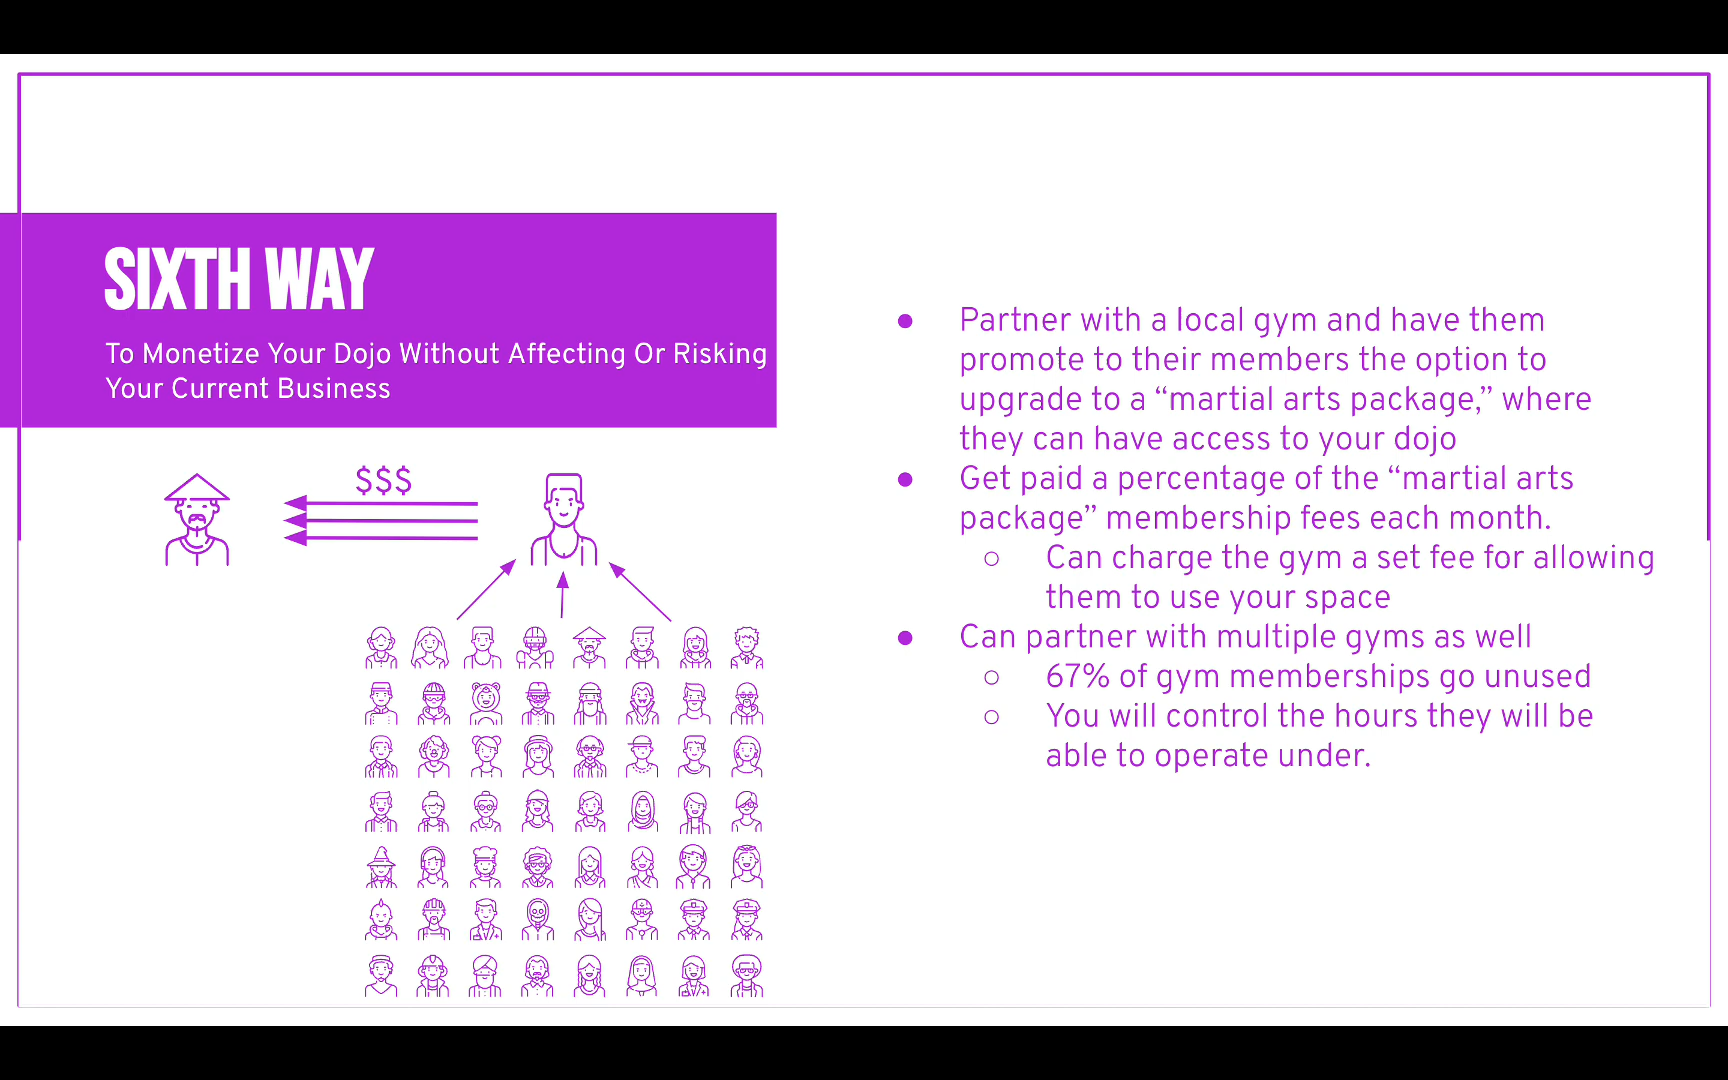 SIXTH WAY
To Monetize Your Dojo Without Affecting Or Risking
Your Current Business
$$$
● Partner with a local gym and have them
promote to their members the option to
upgrade to a “martial arts package,” where
they can have access to your dojo
● Get paid a percentage of the “martial arts
package” membership fees each month.
○ Can charge the gym a set fee for allowing
them to use your space
● Can partner with multiple gyms as well
○ 67% of gym memberships go unused
○ You will control the hours they will be
able to operate under.